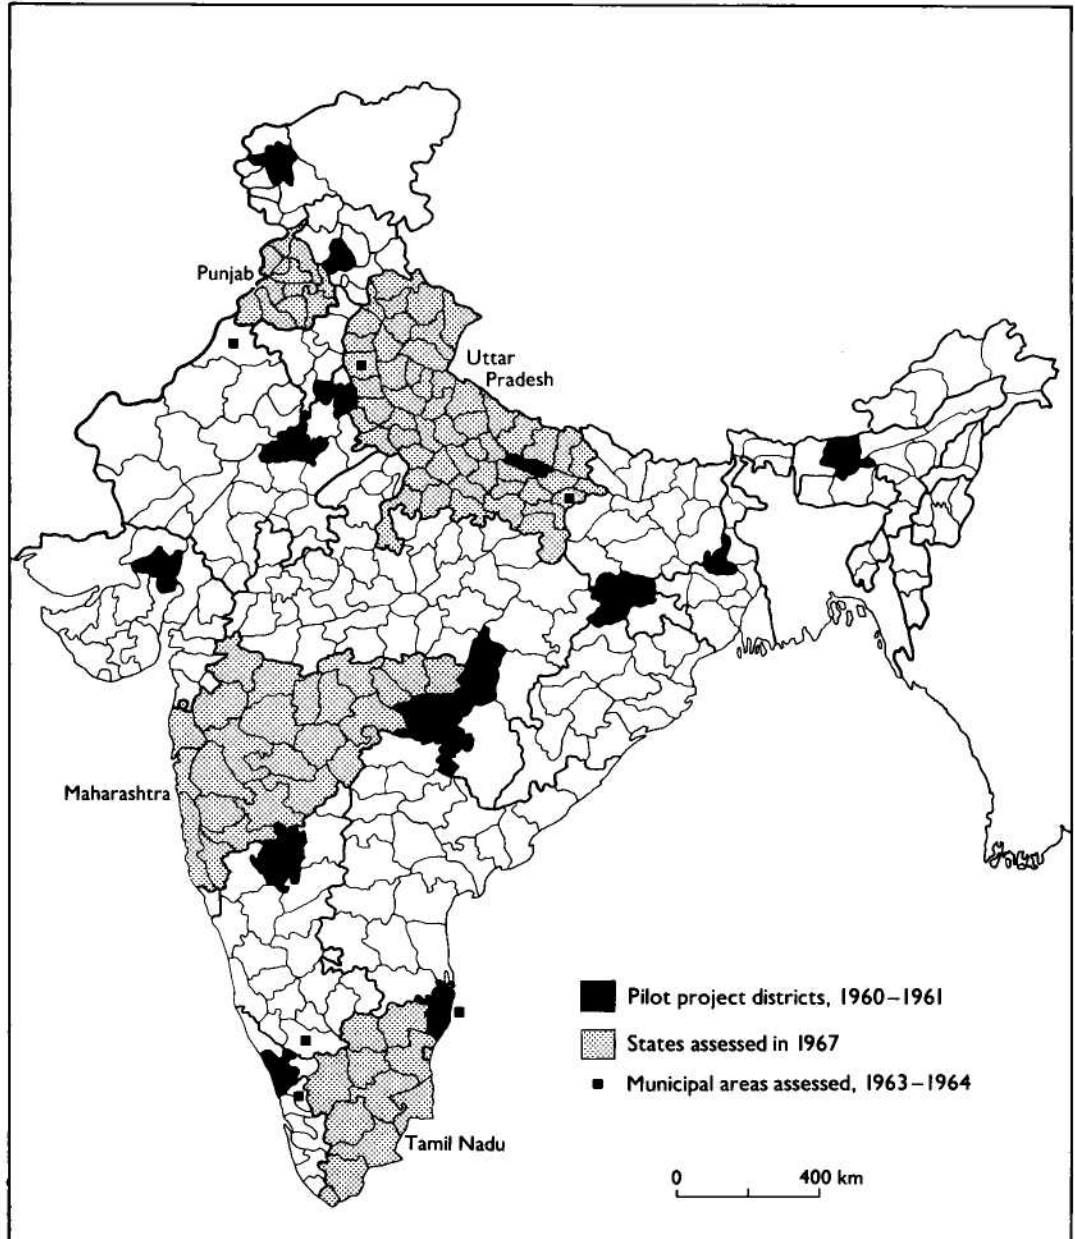 Punjab
Uttar
Pradesh
Maharashtra
Pilot project districts, 1960–1961
States assessed in 1967
Municipal areas assessed, 1963–1964
Tamil Nadu
0 400 km